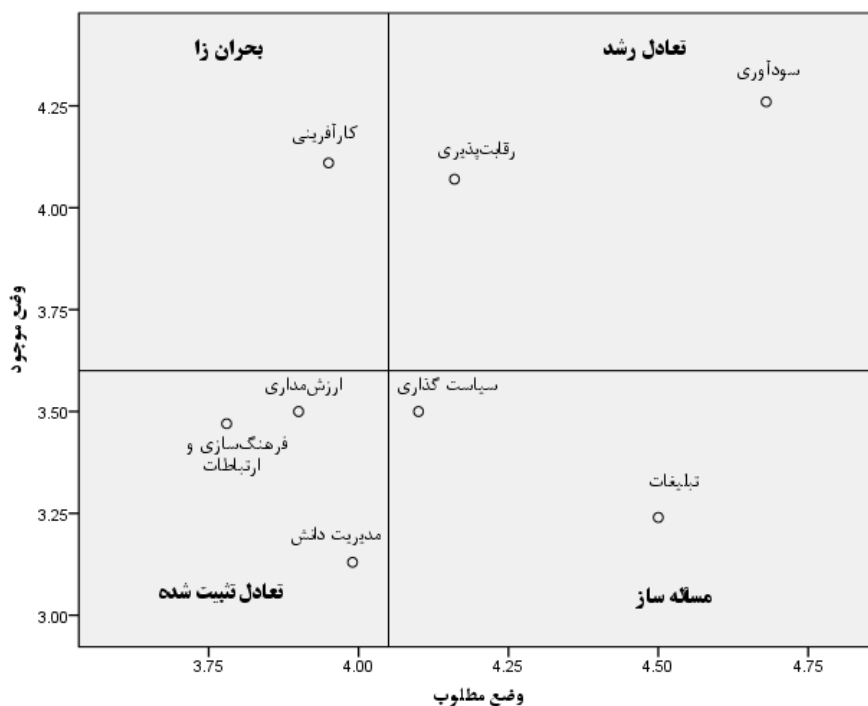 بحران زا
تعادل رشد
سودآوری
کارآفرینی
رقابت‌پذیری
4.25
4.00
3.75
3.50
3.25
3.00
وضع موجود
ارزش‌مداری
سیاست گذاری
فرهنگ‌سازی و
ارتباطات
تبلیغات
مدیریت دانش
تعادل تثبیت شده
مسأله ساز
3.75
4.00
4.25
4.50
4.75
وضع مطلوب